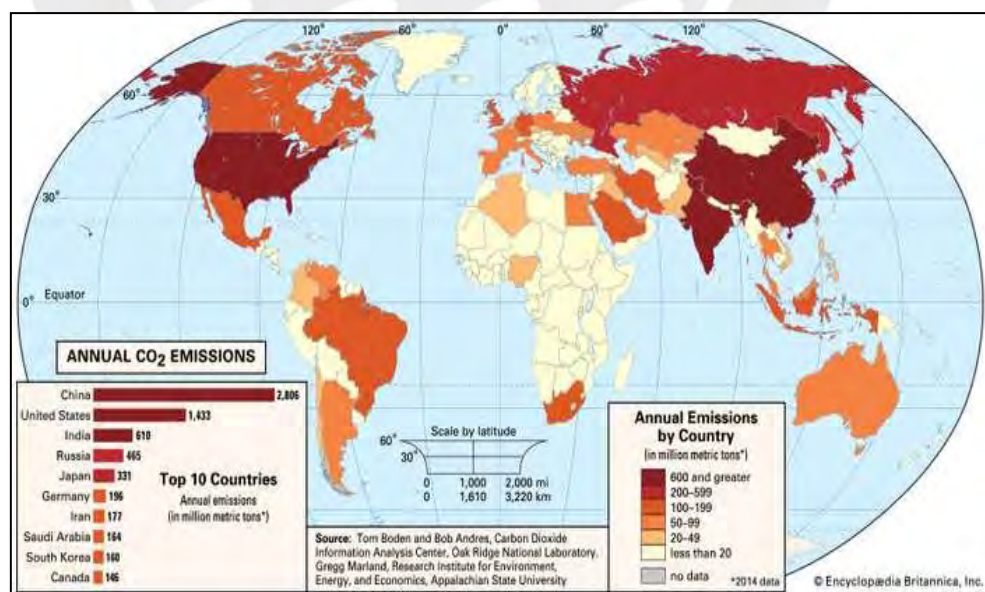 120°
60°
0°
60°
120°
60°
30°
Equator
0°
ANNUAL CO₂ EMISSIONS
China 2,806
United States 1,433
India 610
Russia 465
Japan 331
Germany 196
Iran 177
Saudi Arabia 164
South Korea 160
Canada 146
Top 10 Countries
Annual emissions
(in million metric tons*)
Scale by latitude
60°
30°
0 1,000 2,000 mi
0 1,610 3,220 km
Source: Tom Boden and Bob Andres, Carbon Dioxide
Information Analysis Center, Oak Ridge National Laboratory.
Gregg Marland, Research Institute for Environment,
Energy, and Economics, Appalachian State University
Annual Emissions
by Country
(in million metric tons*)
600 and greater
200–599
100–199
50–99
20–49
less than 20
no data
*2014 data
© Encyclopædia Britannica, Inc.